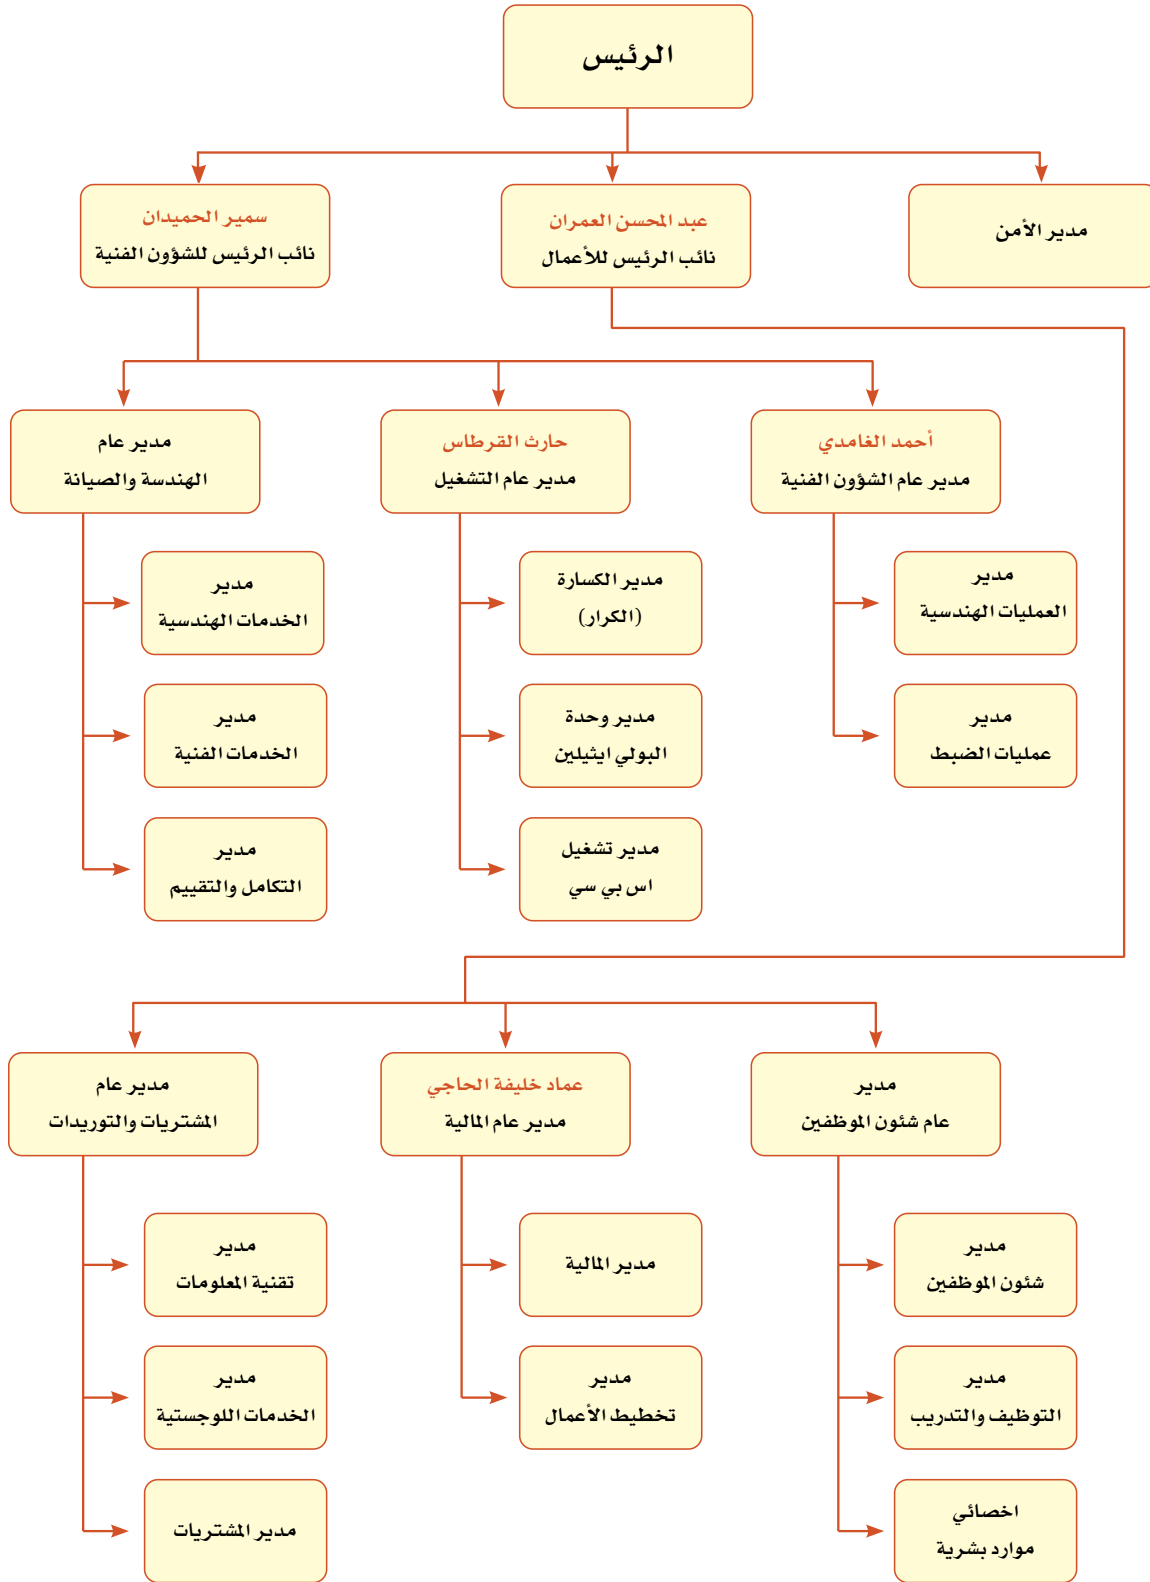 الرئيس
مدير الأمن
عبد المحسن العمران
نائب الرئيس للأعمال
سمير الحميدان
نائب الرئيس للشؤون الفنية
أحمد الغامدي
مدير عام الشؤون الفنية
حارث القرطاس
مدير عام التشغيل
مدير عام
الهندسة والصيانة
مدير
العمليات الهندسية
مدير الكسارة
(الكرار)
مدير
الخدمات الهندسية
مدير
عمليات الضبط
مدير وحدة
البولي ايثيلين
مدير
الخدمات الفنية
مدير تشغيل
اس بي سي
مدير
التكامل والتقييم
مدير
عام شئون الموظفين
عماد خليفة الحاجي
مدير عام المالية
مدير عام
المشتريات والتوريدات
مدير
شئون الموظفين
مدير المالية
مدير
تقنية المعلومات
مدير
التوظيف والتدريب
مدير
تخطيط الأعمال
مدير
الخدمات اللوجستية
اخصائي
موارد بشرية
مدير المشتريات